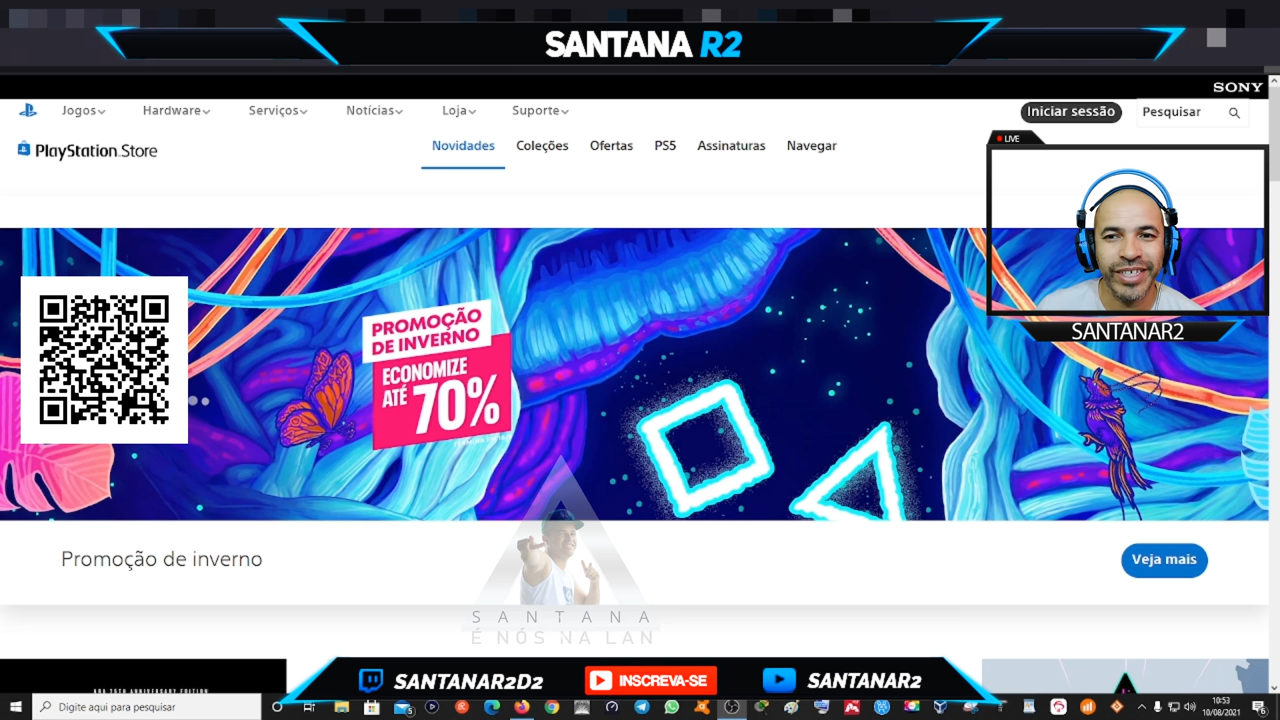 SANTANA R2
SONY
Jogos Hardware Serviços Notícias Loja Suporte Iniciar sessão Pesquisar
PlayStation Store
Novidades Coleções Ofertas PS5 Assinaturas Navegar
LIVE
SANTANAR2
PROMOÇÃO
DE INVERNO
ECONOMIZE
ATÉ 70%
Promoção de inverno
Veja mais
SANTANA
É NÓS NA LAN
SANTANAR2D2 INSCREVA-SE SANTANAR2
Digite aqui para pesquisar
10:53
10/08/2021